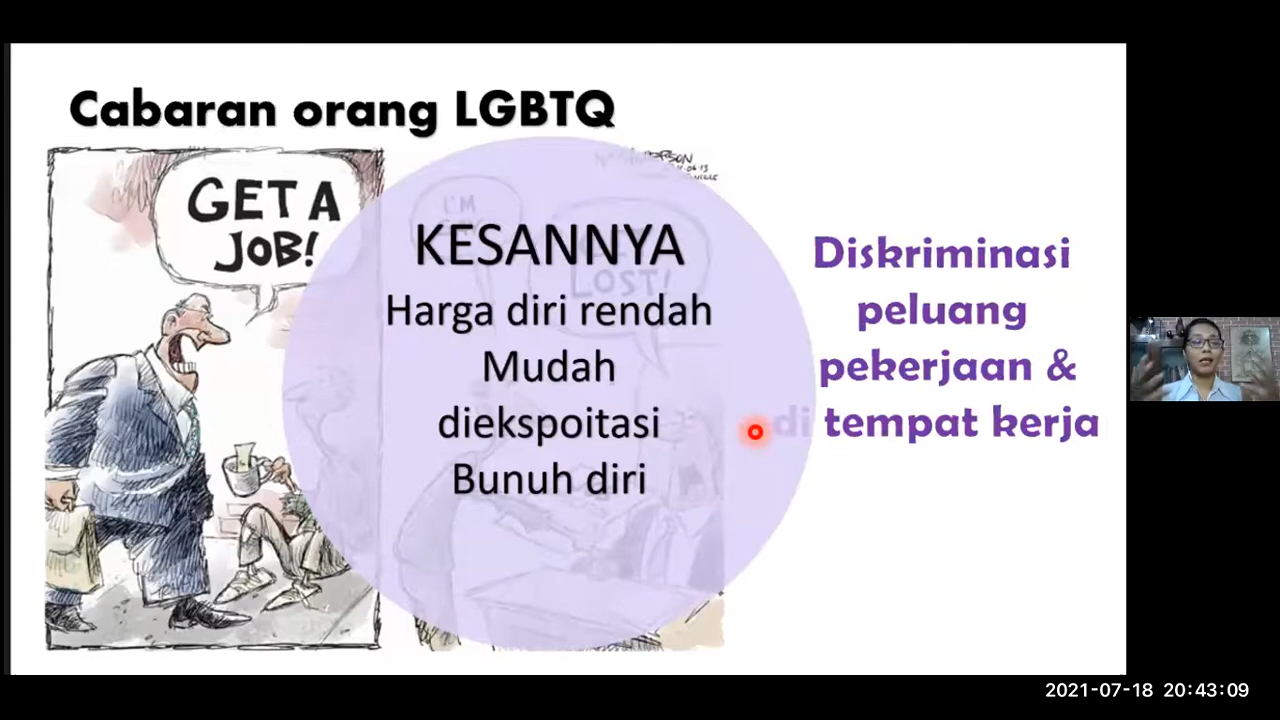 Cabaran orang LGBTQ
GET A
JOB!
I'M
LOST!
KESANNYA
Harga diri rendah
Mudah
diekspoitasi
Bunuh diri
Diskriminasi
peluang
pekerjaan &
di tempat kerja
2021-07-18 20:43:09